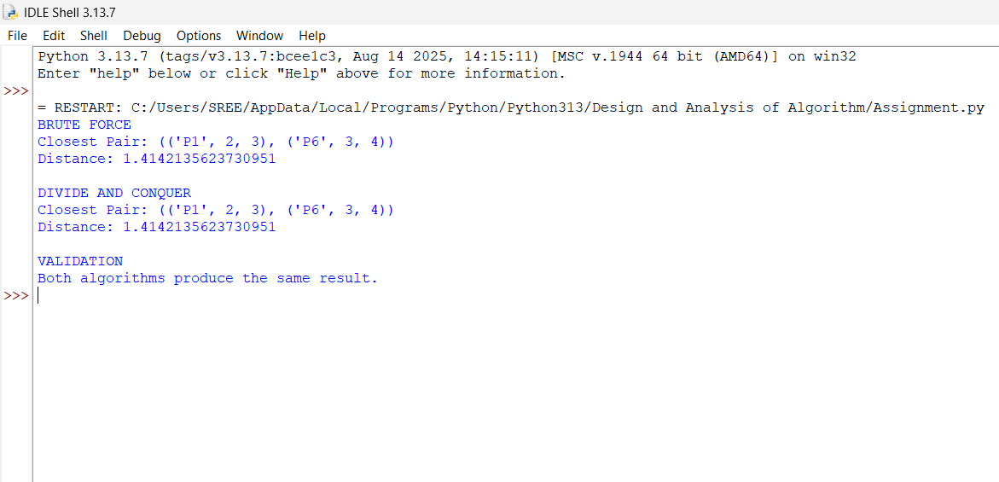 IDLE Shell 3.13.7
File Edit Shell Debug Options Window Help
Python 3.13.7 (tags/v3.13.7:bcee1c3, Aug 14 2025, 14:15:11) [MSC v.1944 64 bit (AMD64)] on win32
Enter "help" below or click "Help" above for more information.
>>>
= RESTART: C:/Users/SREE/AppData/Local/Programs/Python/Python313/Design and Analysis of Algorithm/Assignment.py
BRUTE FORCE
Closest Pair: (('P1', 2, 3), ('P6', 3, 4))
Distance: 1.4142135623730951
DIVIDE AND CONQUER
Closest Pair: (('P1', 2, 3), ('P6', 3, 4))
Distance: 1.4142135623730951
VALIDATION
Both algorithms produce the same result.
>>>